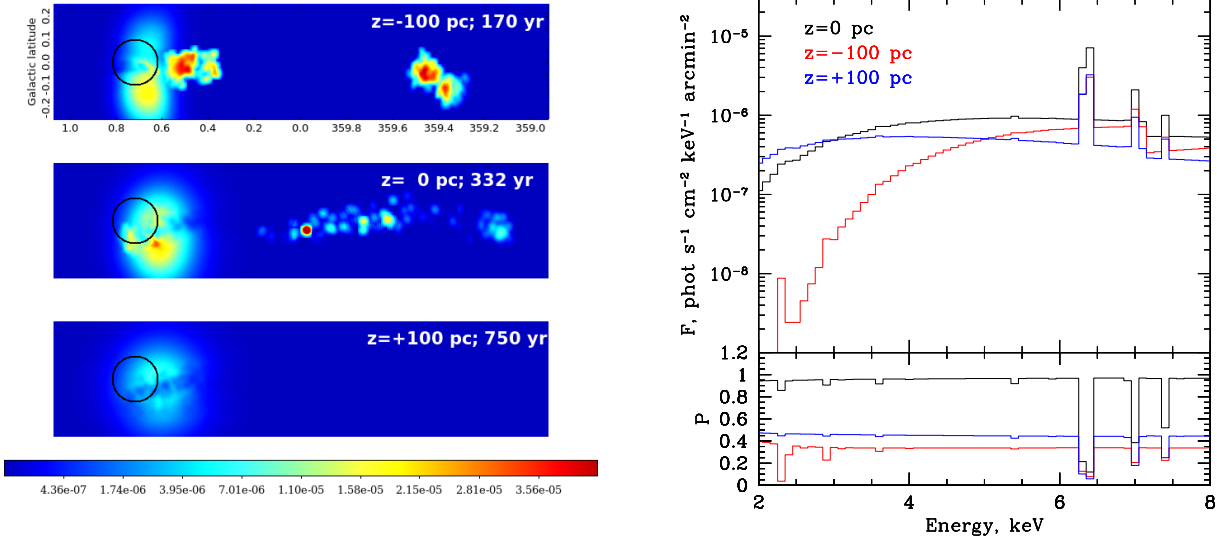 z=-100 pc; 170 yr
Galactic latitude
0.2
0.1
0.0
-0.1
-0.2
1.0 0.8 0.6 0.4 0.2 0.0 359.8 359.6 359.4 359.2 359.0
z= 0 pc; 332 yr
z=+100 pc; 750 yr
4.36e-07 1.74e-06 3.95e-06 7.01e-06 1.10e-05 1.58e-05 2.15e-05 2.81e-05 3.56e-05
F, phot s⁻¹ cm⁻² keV⁻¹ arcmin⁻²
10⁻⁵
10⁻⁶
10⁻⁷
10⁻⁸
z=0 pc
z=−100 pc
z=+100 pc
P
1.2
1
0.8
0.6
0.4
0.2
0
2 4 6 8
Energy, keV